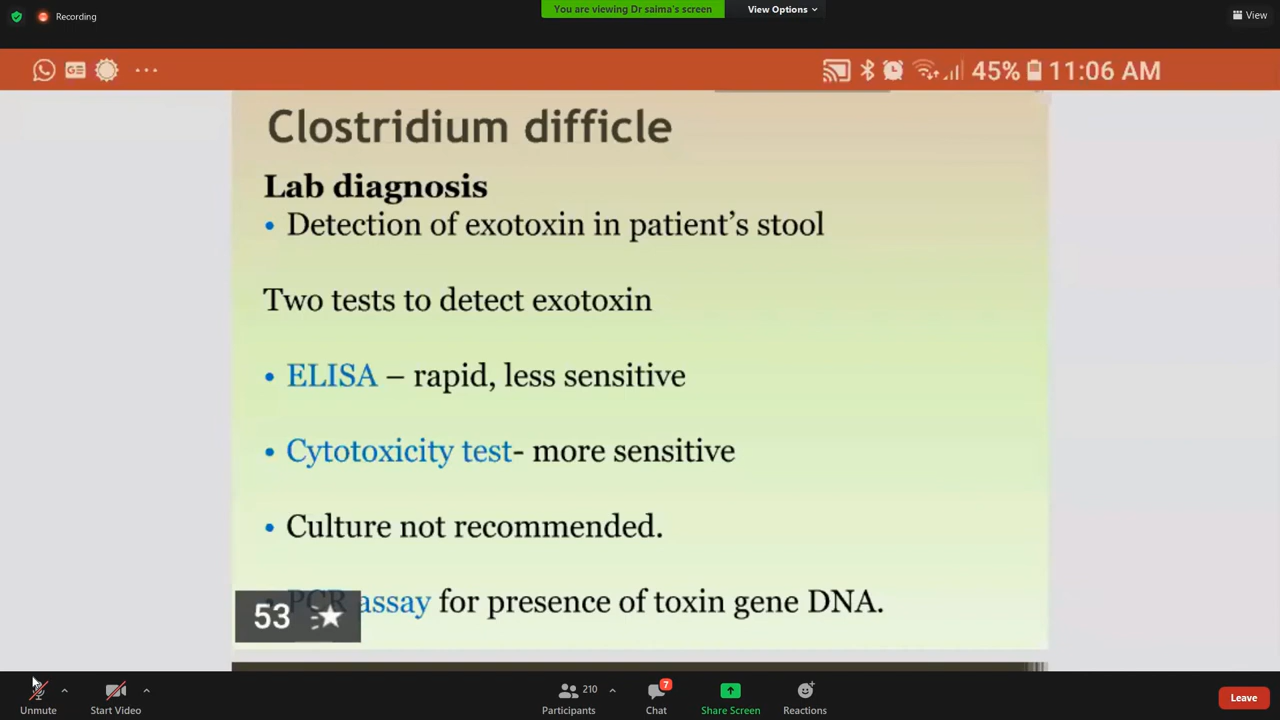 Recording
You are viewing Dr saima's screen
View Options
View
45% 11:06 AM
Clostridium difficle
Lab diagnosis
• Detection of exotoxin in patient's stool
Two tests to detect exotoxin
• ELISA – rapid, less sensitive
• Cytotoxicity test- more sensitive
• Culture not recommended.
• PCR assay for presence of toxin gene DNA.
53
Unmute
Start Video
210
Participants
7
Chat
Share Screen
Reactions
Leave